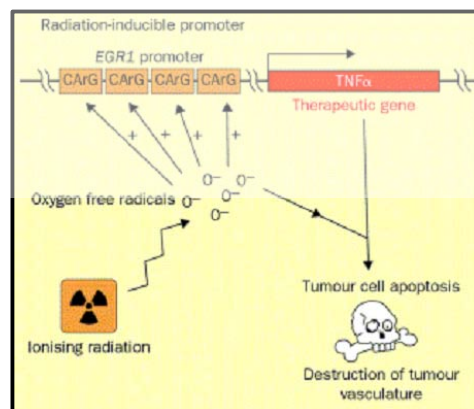 Radiation-inducible promoter
EGR1 promoter
CArG CArG CArG CArG
TNFα
Therapeutic gene
+ + + +
O– O– O– O– O– O–
Oxygen free radicals
Ionising radiation
Tumour cell apoptosis
Destruction of tumour
vasculature